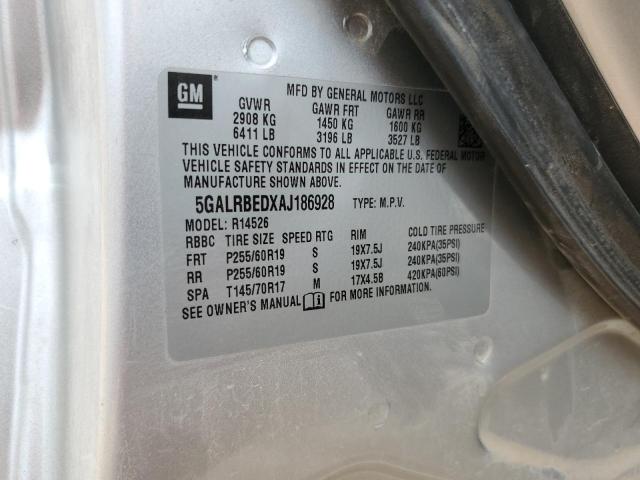 GM
MFD BY GENERAL MOTORS LLC
GVWR GAWR FRT GAWR RR
2908 KG 1450 KG 1600 KG
6411 LB 3196 LB 3527 LB
THIS VEHICLE CONFORMS TO ALL APPLICABLE U.S. FEDERAL MOTOR
VEHICLE SAFETY STANDARDS IN EFFECT ON THE DATE OF
MANUFACTURE SHOWN ABOVE.
5GALRBEDXAJ186928 TYPE: M.P.V.
MODEL: R14526
RBBC TIRE SIZE SPEED RTG RIM COLD TIRE PRESSURE
FRT P255/60R19 S 19X7.5J 240KPA(35PSI)
RR P255/60R19 S 19X7.5J 240KPA(35PSI)
SPA T145/70R17 M 17X4.5B 420KPA(60PSI)
SEE OWNER'S MANUAL FOR MORE INFORMATION.